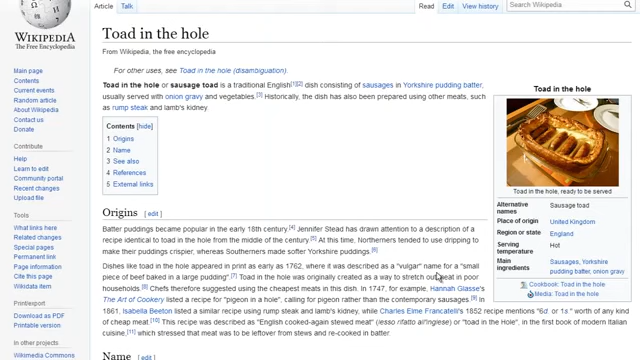 Article Talk Read Edit View history Search Wikipedia
WIKIPEDIA
The Free Encyclopedia
Main page
Contents
Current events
Random article
About Wikipedia
Contact us
Donate
Contribute
Help
Learn to edit
Community portal
Recent changes
Upload file
Tools
What links here
Related changes
Special pages
Permanent link
Page information
Cite this page
Wikidata item
Print/export
Download as PDF
Printable version
In other projects
Wikimedia Commons
Toad in the hole
From Wikipedia, the free encyclopedia
For other uses, see Toad in the hole (disambiguation).
Toad in the hole or sausage toad is a traditional English[1][2] dish consisting of sausages in Yorkshire pudding batter,
usually served with onion gravy and vegetables.[3] Historically, the dish has also been prepared using other meats, such
as rump steak and lamb's kidney.
Contents [hide]
1 Origins
2 Name
3 See also
4 References
5 External links
Origins [ edit ]
Batter puddings became popular in the early 18th century.[4] Jennifer Stead has drawn attention to a description of a
recipe identical to toad in the hole from the middle of the century.[5] At this time, Northerners tended to use dripping to
make their puddings crisper, whereas Southerners made softer Yorkshire puddings.[6]
Dishes like toad in the hole appeared in print as early as 1762, where it was described as a "vulgar" name for a "small
piece of beef baked in a large pudding".[7] Toad in the hole was originally created as a way to stretch out meat in poor
households.[8] Chefs therefore suggested using the cheapest meats in this dish. In 1747, for example, Hannah Glasse's
The Art of Cookery listed a recipe for "pigeon in a hole", calling for pigeon rather than the contemporary sausages.[9] In
1861, Isabella Beeton listed a similar recipe using rump steak and lamb's kidney, while Charles Elme Francatelli's 1852 recipe mentions "6d. or 1s." worth of any kind
of cheap meat.[10] This recipe was described as "English cooked-again stewed meat" (lesso rifatto all'inglese) or "toad in the Hole", in the first book of modern Italian
cuisine,[11] which stressed that meat was to be leftover from stews and re-cooked in batter.
Name [ edit ]
Toad in the hole
Toad in the hole, ready to be served
Alternative names Sausage toad
Place of origin United Kingdom
Region or state England
Serving temperature Hot
Main ingredients Sausages, Yorkshire pudding batter, onion gravy
Cookbook: Toad in the hole
Media: Toad in the hole